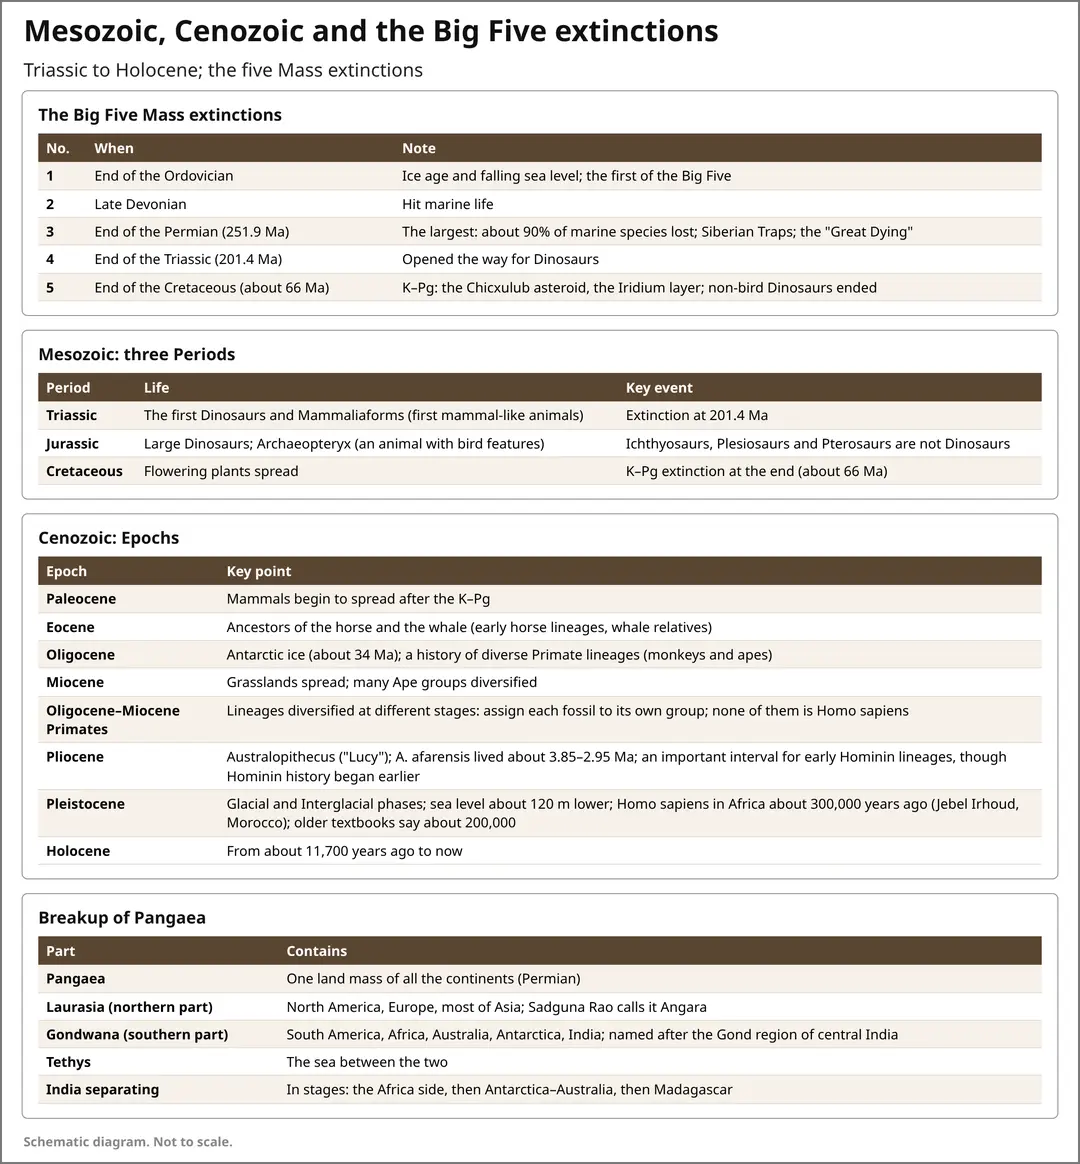 Mesozoic, Cenozoic and the Big Five extinctions
Triassic to Holocene; the five Mass extinctions
The Big Five Mass extinctions
No. When Note
1 End of the Ordovician Ice age and falling sea level; the first of the Big Five
2 Late Devonian Hit marine life
3 End of the Permian (251.9 Ma) The largest: about 90% of marine species lost; Siberian Traps; the "Great Dying"
4 End of the Triassic (201.4 Ma) Opened the way for Dinosaurs
5 End of the Cretaceous (about 66 Ma) K–Pg: the Chicxulub asteroid, the Iridium layer; non-bird Dinosaurs ended
Mesozoic: three Periods
Period Life Key event
Triassic The first Dinosaurs and Mammaliaforms (first mammal-like animals) Extinction at 201.4 Ma
Jurassic Large Dinosaurs; Archaeopteryx (an animal with bird features) Ichthyosaurs, Plesiosaurs and Pterosaurs are not Dinosaurs
Cretaceous Flowering plants spread K–Pg extinction at the end (about 66 Ma)
Cenozoic: Epochs
Epoch Key point
Paleocene Mammals begin to spread after the K–Pg
Eocene Ancestors of the horse and the whale (early horse lineages, whale relatives)
Oligocene Antarctic ice (about 34 Ma); a history of diverse Primate lineages (monkeys and apes)
Miocene Grasslands spread; many Ape groups diversified
Oligocene–Miocene Lineages diversified at different stages: assign each fossil to its own group; none of them is Homo sapiens
Primates
Pliocene Australopithecus ("Lucy"); A. afarensis lived about 3.85–2.95 Ma; an important interval for early Hominin lineages, though
Hominin history began earlier
Pleistocene Glacial and Interglacial phases; sea level about 120 m lower; Homo sapiens in Africa about 300,000 years ago (Jebel Irhoud,
Morocco); older textbooks say about 200,000
Holocene From about 11,700 years ago to now
Breakup of Pangaea
Part Contains
Pangaea One land mass of all the continents (Permian)
Laurasia (northern part) North America, Europe, most of Asia; Sadguna Rao calls it Angara
Gondwana (southern part) South America, Africa, Australia, Antarctica, India; named after the Gond region of central India
Tethys The sea between the two
India separating In stages: the Africa side, then Antarctica–Australia, then Madagascar
Schematic diagram. Not to scale.